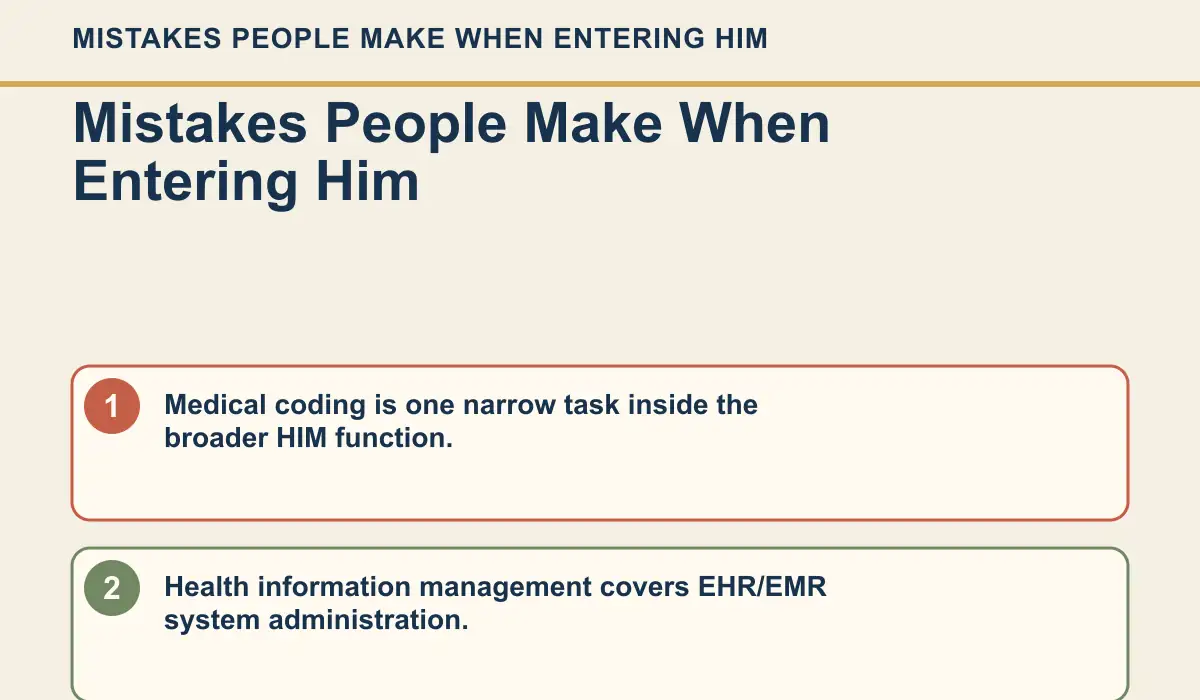 MISTAKES PEOPLE MAKE WHEN ENTERING HIM
Mistakes People Make When
Entering Him
1
Medical coding is one narrow task inside the
broader HIM function.
2
Health information management covers EHR/EMR
system administration.